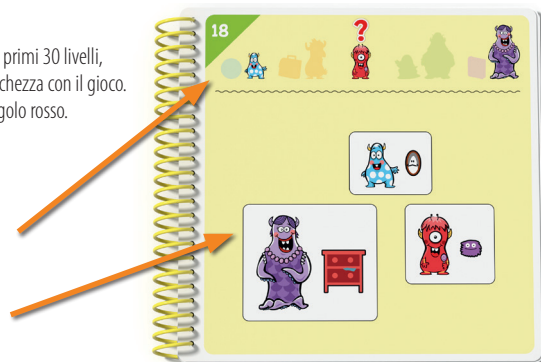 primi 30 livelli,
chezza con il gioco.
golo rosso.
18
?